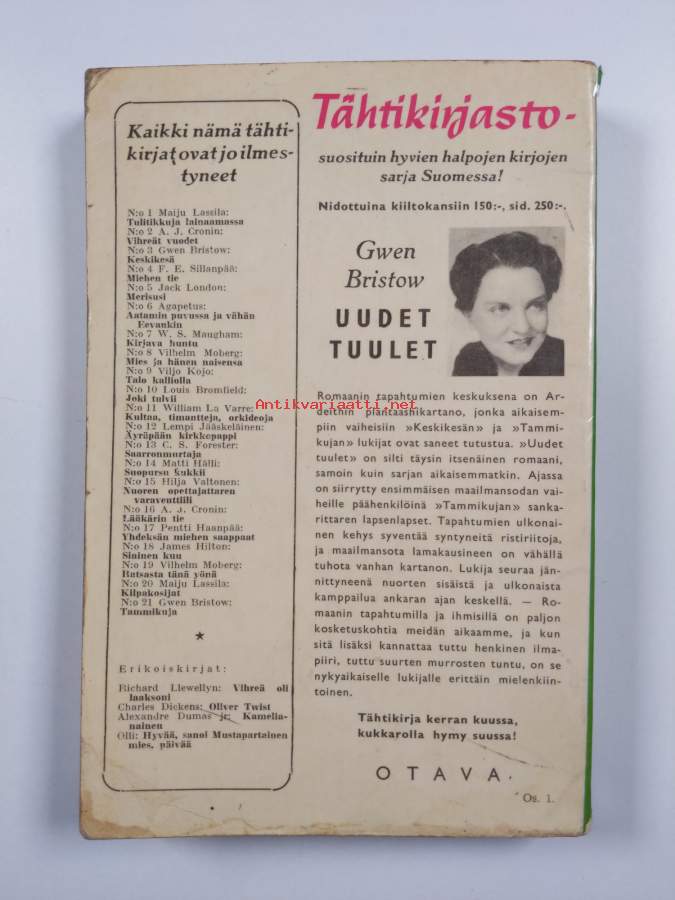 Kaikki nämä tähti-
kirjat ovat jo ilmes-
tyneet
N:o 1 Maiju Lassila:
Tulitikkuja lainaamassa
N:o 2 A. J. Cronin:
Vihreät vuodet
N:o 3 Gwen Bristow:
Keskikesä
N:o 4 F. E. Sillanpää:
Miehen tie
N:o 5 Jack London:
Merisusi
N:o 6 Agapetus:
Aatamin puvussa ja vähän
Eevankin
N:o 7 W. S. Maugham:
Kirjava huntu
N:o 8 Vilhelm Moberg:
Mies ja hänen naisensa
N:o 9 Viljo Kojo:
Talo kalliolla
N:o 10 Louis Bromfield:
Joki tulvii
N:o 11 William La Varre:
Kultaa, timantteja, orkideoja
N:o 12 Lempi Jääskeläinen:
Äyräpään kirkkopappi
N:o 13 C. S. Forester:
Saarronmurtaja
N:o 14 Matti Hälli:
Suopursu kukkii
N:o 15 Hilja Valtonen:
Nuoren opettajattaren
varaventtiili
N:o 16 A. J. Cronin:
Lääkärin tie
N:o 17 Pentti Haanpää:
Yhdeksän miehen saappaat
N:o 18 James Hilton:
Sininen kuu
N:o 19 Vilhelm Moberg:
Ratsasta tänä yönä
N:o 20 Maiju Lassila:
Kilpakosijat
N:o 21 Gwen Bristow:
Tammikuja
Erikoiskirjat:
Richard Llewellyn: Vihreä oli
laaksoni
Charles Dickens: Oliver Twist
Alexandre Dumas jr: Kamelia-
nainen
Olli: Hyvää, sanoi Mustapartainen
mies, päivää
Tähtikirjasto-
suosituin hyvien halpojen kirjojen
sarja Suomessa!
Nidottuina kiiltokansiin 150:-, sid. 250:-.
Gwen
Bristow
UUDET
TUULET
Romaanin tapahtumien keskuksena on Ar-
deithin plantaashikartano, jonka aikaisem-
piin vaiheisiin »Keskikesän» ja »Tammi-
kujan» lukijat ovat saneet tutustua. »Uudet
tuulet» on silti täysin itsenäinen romaani,
samoin kuin sarjan aikaisemmatkin. Ajassa
on siirrytty ensimmäisen maailmansodan vai-
heille päähenkilöinä »Tammikujan» sanka-
rittaren lapsenlapset. Tapahtumien ulkonai-
nen kehys syventää syntyneitä ristiriitoja,
ja maailmansota lamakausineen on vähällä
tuhota vanhan kartanon. Lukija seuraa jän-
nittyneenä nuorten sisäistä ja ulkonaista
kamppailua ankaran ajan keskellä. — Ro-
maanin tapahtumilla ja ihmisillä on paljon
kosketuskohtia meidän aikaamme, ja kun
sitä lisäksi kannattaa tuttu henkinen ilma-
piiri, tuttu suurten murrosten tuntu, on se
nykyaikaiselle lukijalle erittäin mielenkiin-
toinen.
Tähtikirja kerran kuussa,
kukkarolla hymy suussa!
OTAVA.
Os. 1.
Antikvariaatti.net